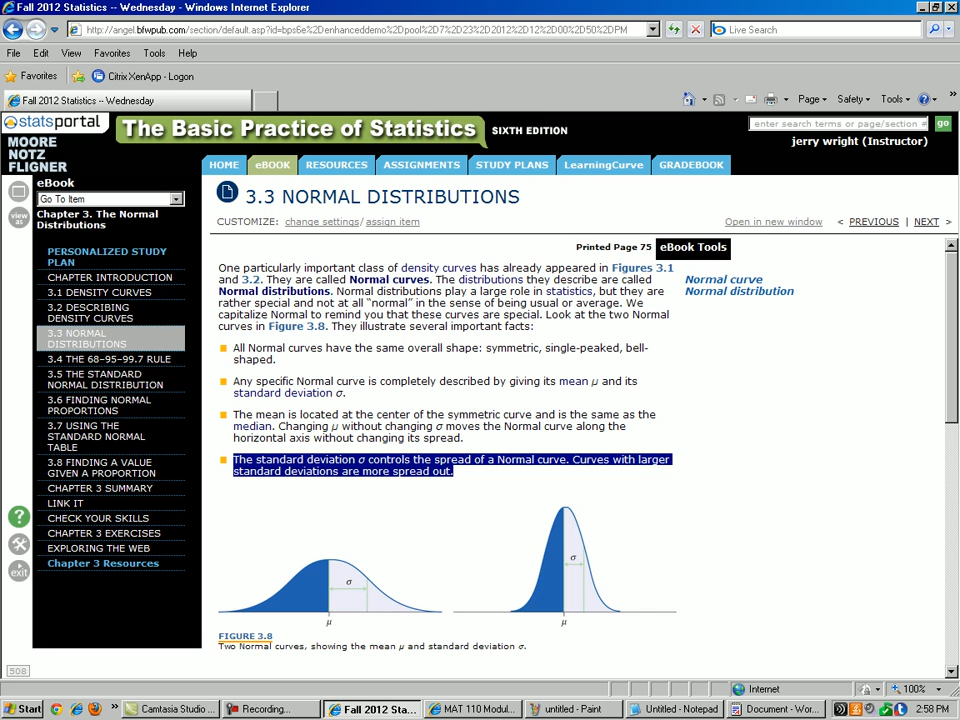 Fall 2012 Statistics -- Wednesday - Windows Internet Explorer
http://angel.bfwpub.com/section/default.asp?id=bps6e%2Denhanceddemo%2Dpool%2D7%2D23%2D2012%2D12%2D00%2D50%2DPM
Live Search
File Edit View Favorites Tools Help
Favorites Citrix XenApp - Logon
Fall 2012 Statistics -- Wednesday
Page Safety Tools
statsportal
The Basic Practice of Statistics SIXTH EDITION
enter search terms or page/section # go
MOORE
NOTZ
FLIGNER
jerry wright (Instructor)
HOME eBOOK RESOURCES ASSIGNMENTS STUDY PLANS LearningCurve GRADEBOOK
eBook
Go To Item
view as
Chapter 3. The Normal
Distributions
PERSONALIZED STUDY
PLAN
CHAPTER INTRODUCTION
3.1 DENSITY CURVES
3.2 DESCRIBING
DENSITY CURVES
3.3 NORMAL
DISTRIBUTIONS
3.4 THE 68–95–99.7 RULE
3.5 THE STANDARD
NORMAL DISTRIBUTION
3.6 FINDING NORMAL
PROPORTIONS
3.7 USING THE
STANDARD NORMAL
TABLE
3.8 FINDING A VALUE
GIVEN A PROPORTION
CHAPTER 3 SUMMARY
LINK IT
CHECK YOUR SKILLS
CHAPTER 3 EXERCISES
EXPLORING THE WEB
Chapter 3 Resources
?
exit
508
3.3 NORMAL DISTRIBUTIONS
CUSTOMIZE: change settings/ assign item Open in new window < PREVIOUS | NEXT >
Printed Page 75 eBook Tools
One particularly important class of density curves has already appeared in Figures 3.1
and 3.2. They are called Normal curves. The distributions they describe are called
Normal distributions. Normal distributions play a large role in statistics, but they are
rather special and not at all “normal” in the sense of being usual or average. We
capitalize Normal to remind you that these curves are special. Look at the two Normal
curves in Figure 3.8. They illustrate several important facts:
Normal curve
Normal distribution
All Normal curves have the same overall shape: symmetric, single-peaked, bell-
shaped.
Any specific Normal curve is completely described by giving its mean μ and its
standard deviation σ.
The mean is located at the center of the symmetric curve and is the same as the
median. Changing μ without changing σ moves the Normal curve along the
horizontal axis without changing its spread.
The standard deviation σ controls the spread of a Normal curve. Curves with larger
standard deviations are more spread out.
σ σ
μ μ
FIGURE 3.8
Two Normal curves, showing the mean μ and standard deviation σ.
Internet 100%
Start Camtasia Studio ... Recording... Fall 2012 Sta... MAT 110 Modul... untitled - Paint Untitled - Notepad Document - Wor... 2:58 PM